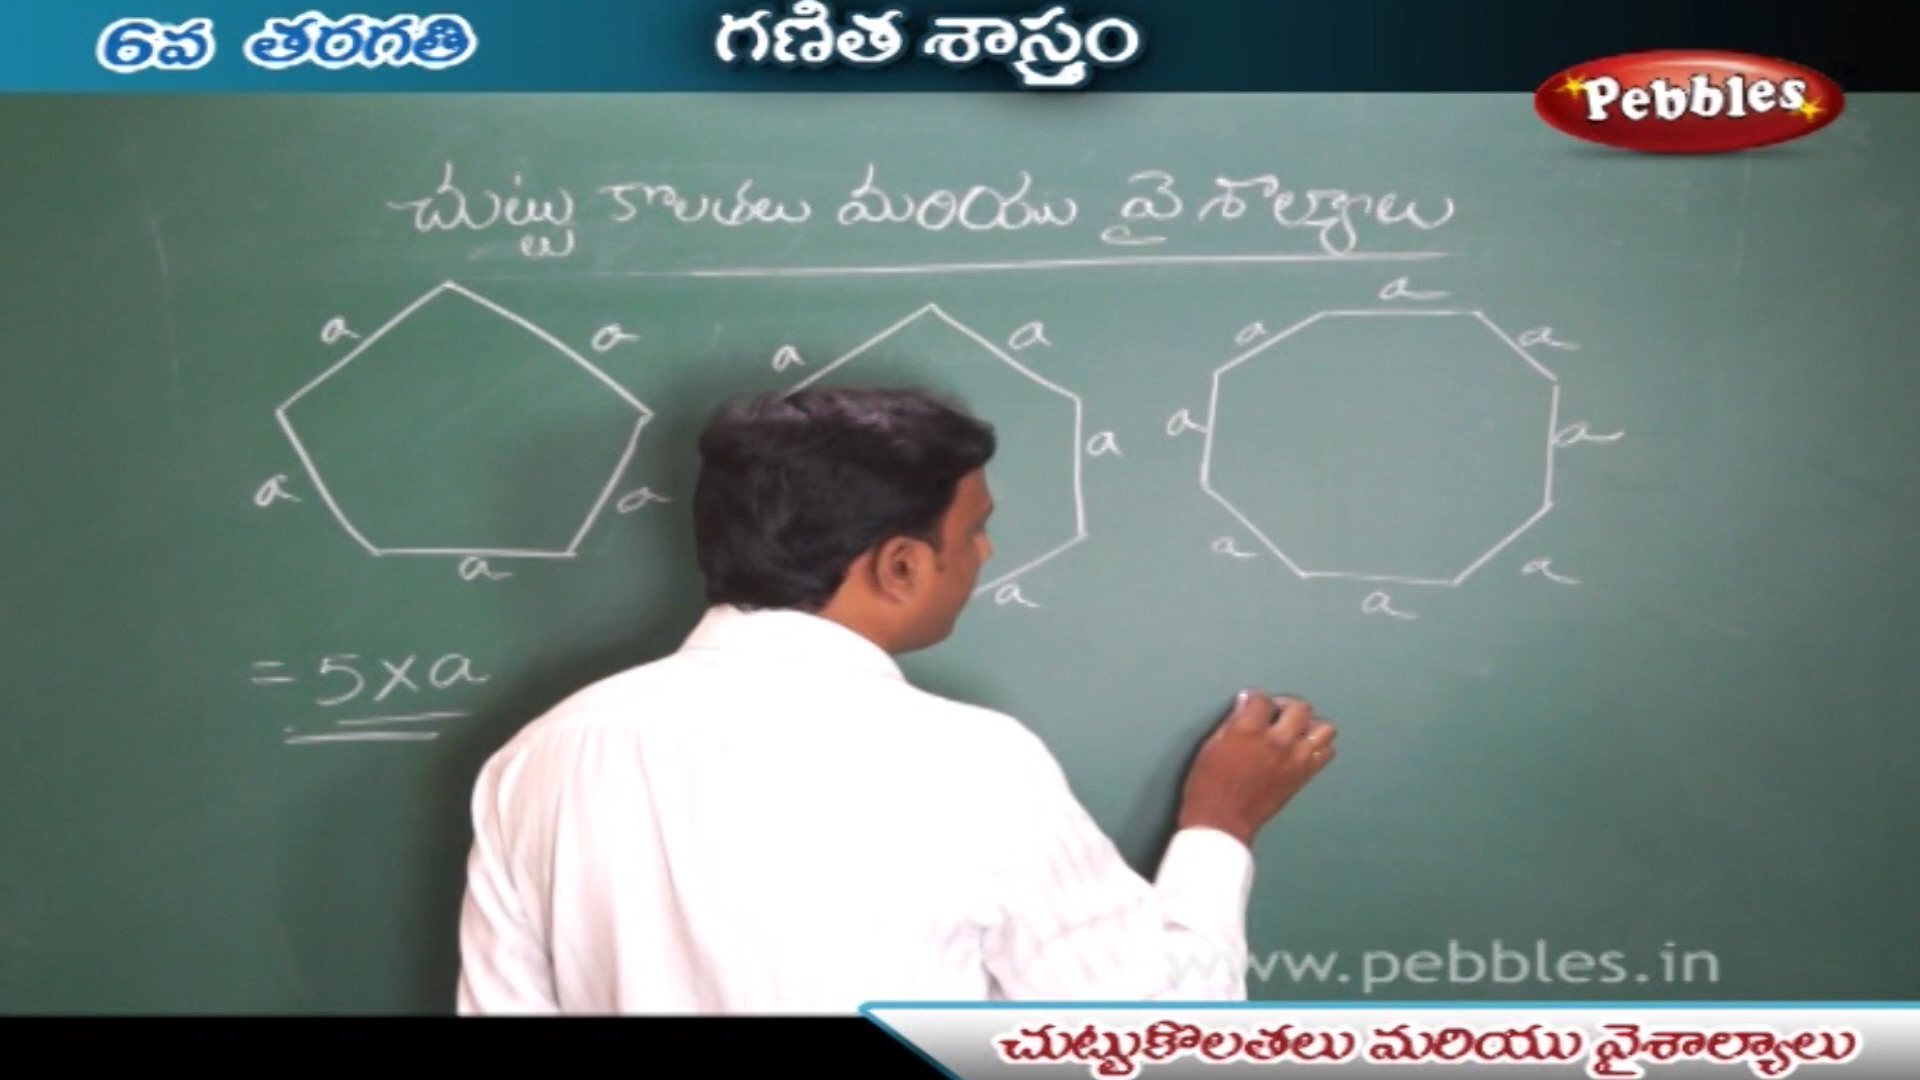 6వ తరగతి
గణిత శాస్త్రం
Pebbles
చుట్టు కొలతలు మరియు వైశాల్యాలు
a a a a a
a a a a
a a a a a a a a
= 5 x a
www.pebbles.in
చుట్టుకొలతలు మరియు వైశాల్యాలు